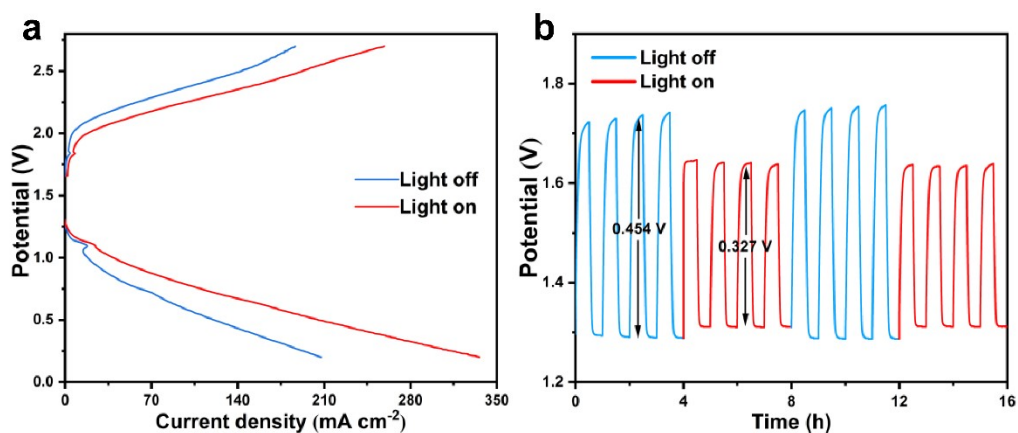 a
2.5
2.0
1.5
1.0
0.5
0.0
Potential (V)
Light off
Light on
0 70 140 210 280 350
Current density (mA cm⁻²)
b
Light off
Light on
1.8
1.6
1.4
1.2
Potential (V)
0.454 V
0.327 V
0 4 8 12 16
Time (h)